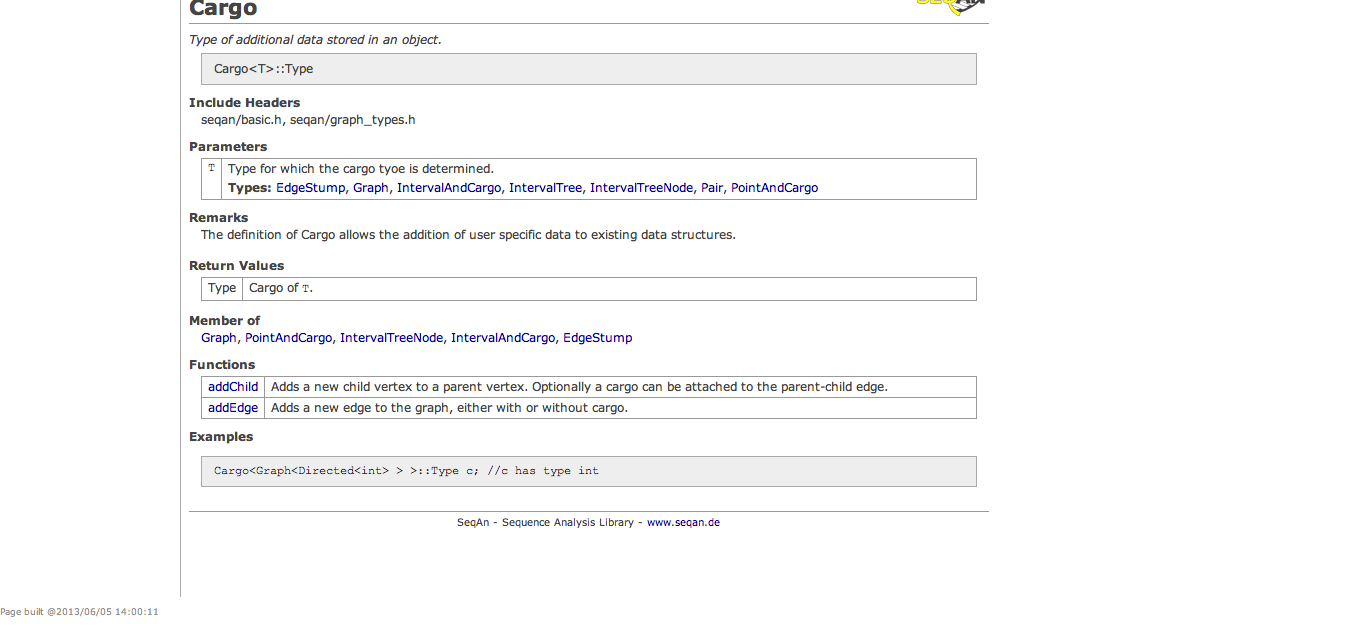 Cargo
Type of additional data stored in an object.
Cargo<T>::Type
Include Headers
seqan/basic.h, seqan/graph_types.h
Parameters
T Type for which the cargo tyoe is determined.
Types: EdgeStump, Graph, IntervalAndCargo, IntervalTree, IntervalTreeNode, Pair, PointAndCargo
Remarks
The definition of Cargo allows the addition of user specific data to existing data structures.
Return Values
Type Cargo of T.
Member of
Graph, PointAndCargo, IntervalTreeNode, IntervalAndCargo, EdgeStump
Functions
addChild Adds a new child vertex to a parent vertex. Optionally a cargo can be attached to the parent-child edge.
addEdge Adds a new edge to the graph, either with or without cargo.
Examples
Cargo<Graph<Directed<int> > >::Type c; //c has type int
SeqAn - Sequence Analysis Library - www.seqan.de
Page built @2013/06/05 14:00:11